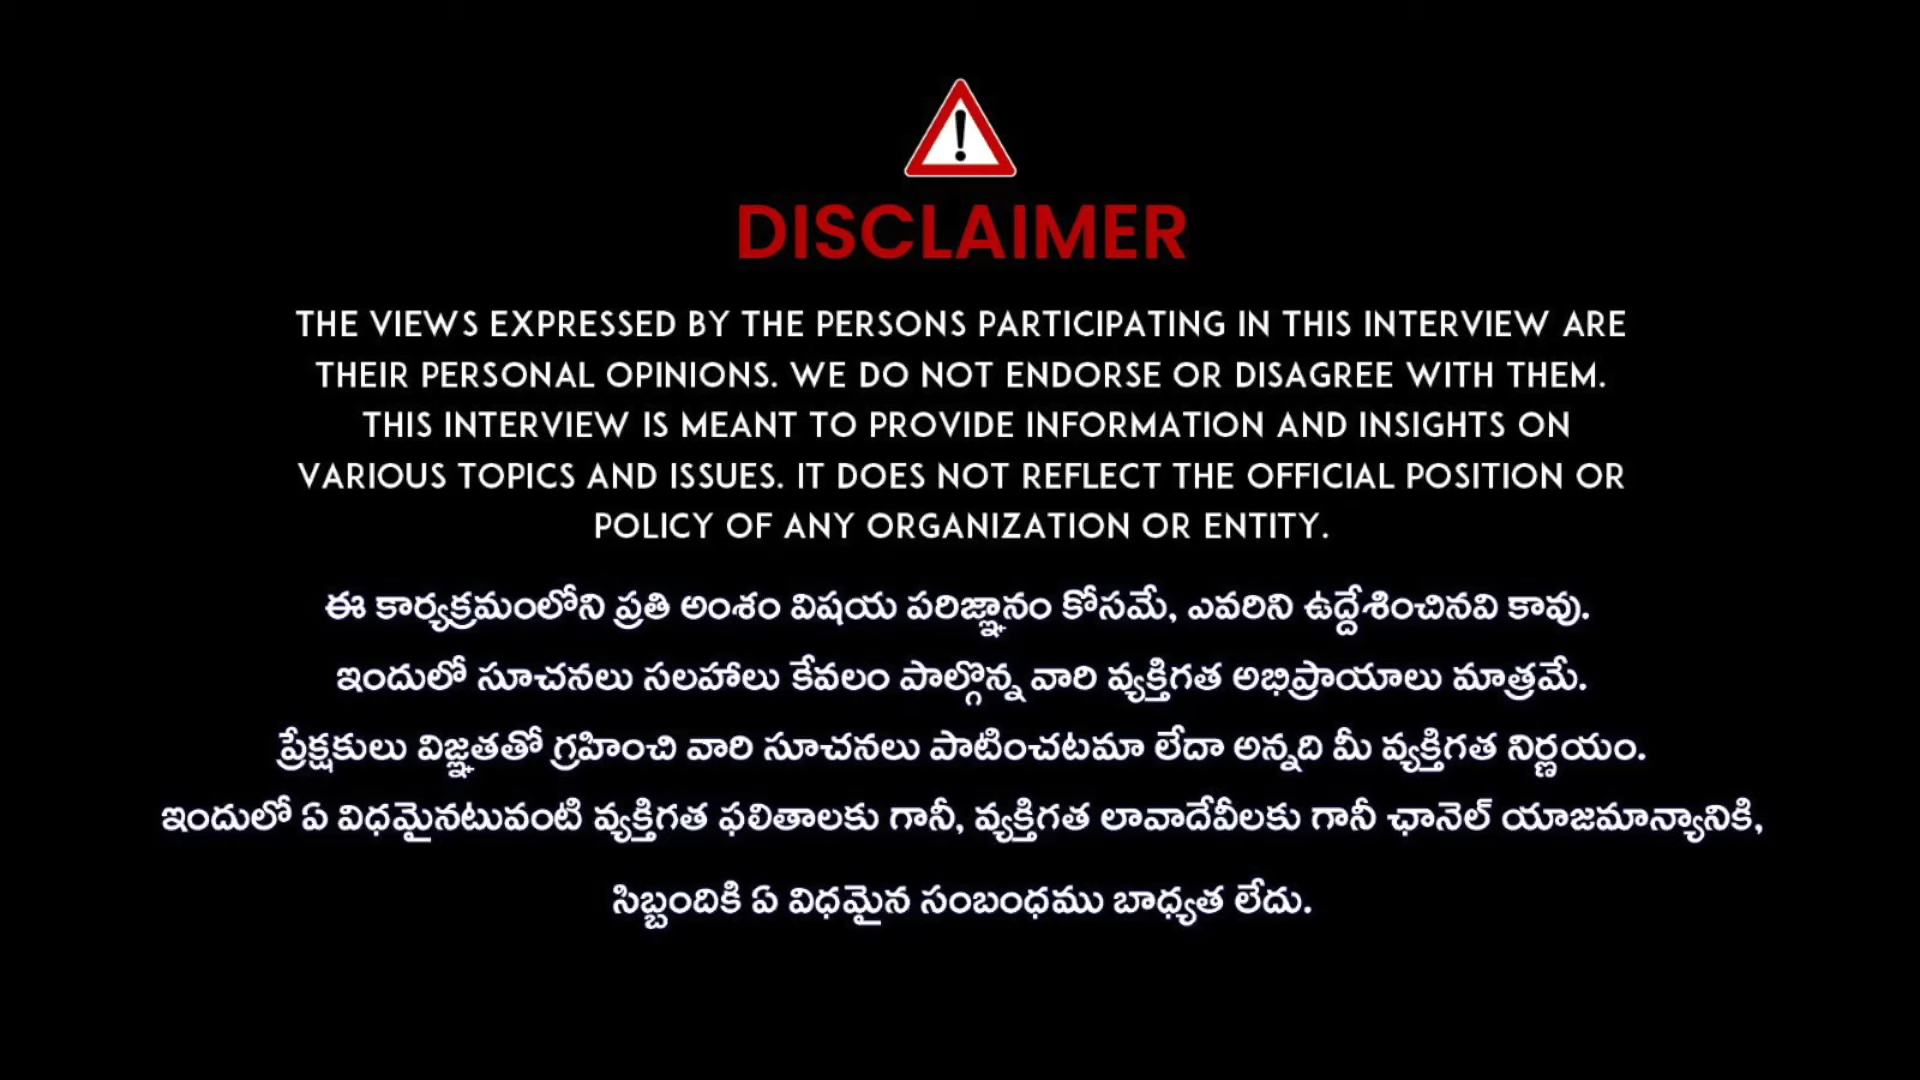 DISCLAIMER
THE VIEWS EXPRESSED BY THE PERSONS PARTICIPATING IN THIS INTERVIEW ARE
THEIR PERSONAL OPINIONS. WE DO NOT ENDORSE OR DISAGREE WITH THEM.
THIS INTERVIEW IS MEANT TO PROVIDE INFORMATION AND INSIGHTS ON
VARIOUS TOPICS AND ISSUES. IT DOES NOT REFLECT THE OFFICIAL POSITION OR
POLICY OF ANY ORGANIZATION OR ENTITY.
ఈ కార్యక్రమంలోని ప్రతి అంశం విషయ పరిజ్ఞానం కోసమే, ఎవరిని ఉద్దేశించినవి కావు.
ఇందులో సూచనలు సలహాలు కేవలం పాల్గొన్న వారి వ్యక్తిగత అభిప్రాయాలు మాత్రమే.
ప్రేక్షకులు విజ్ఞతతో గ్రహించి వారి సూచనలు పాటించటమా లేదా అన్నది మీ వ్యక్తిగత నిర్ణయం.
ఇందులో ఏ విధమైనటువంటి వ్యక్తిగత ఫలితాలకు గానీ, వ్యక్తిగత లావాదేవీలకు గానీ ఛానెల్ యాజమాన్యానికి,
సిబ్బందికి ఏ విధమైన సంబంధము బాధ్యత లేదు.